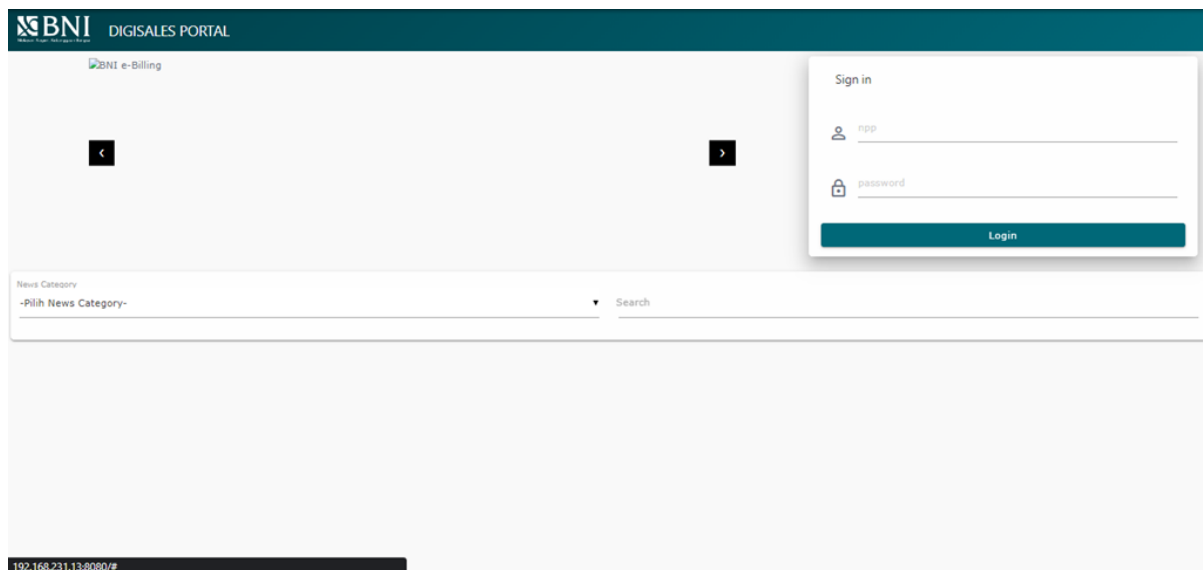 BNI DIGISALES PORTAL
BNI e-Billing
Sign in
npp
password
Login
News Category
-Pilih News Category-
Search
192.168.231.13:8080/#